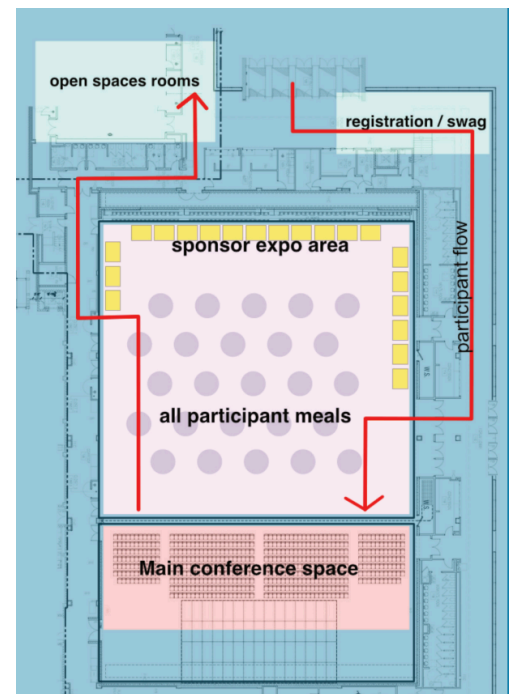 open spaces rooms
registration / swag
sponsor expo area
participant flow
all participant meals
Main conference space